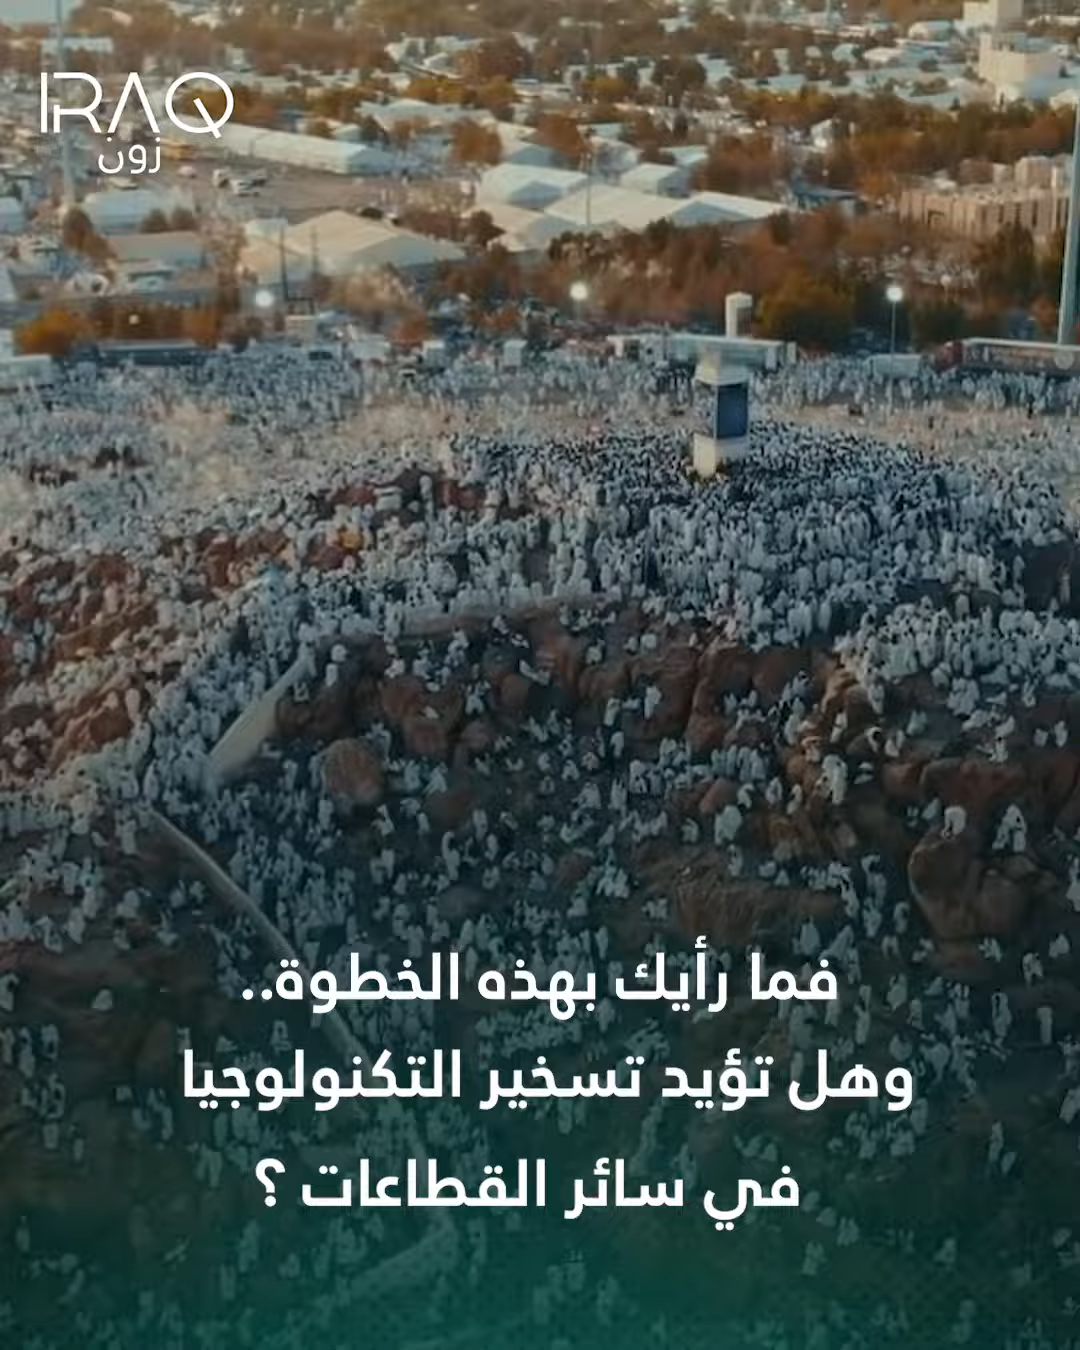 IRAQ
زون
فما رأيك بهذه الخطوة..
وهل تؤيد تسخير التكنولوجيا
في سائر القطاعات ؟